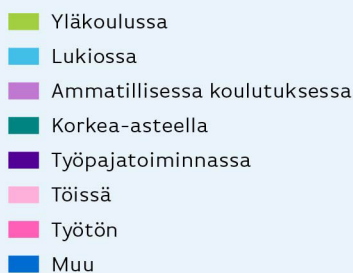 Yläkoulussa
Lukiossa
Ammatillisessa koulutuksessa
Korkea-asteella
Työpajatoiminnassa
Töissä
Työtön
Muu